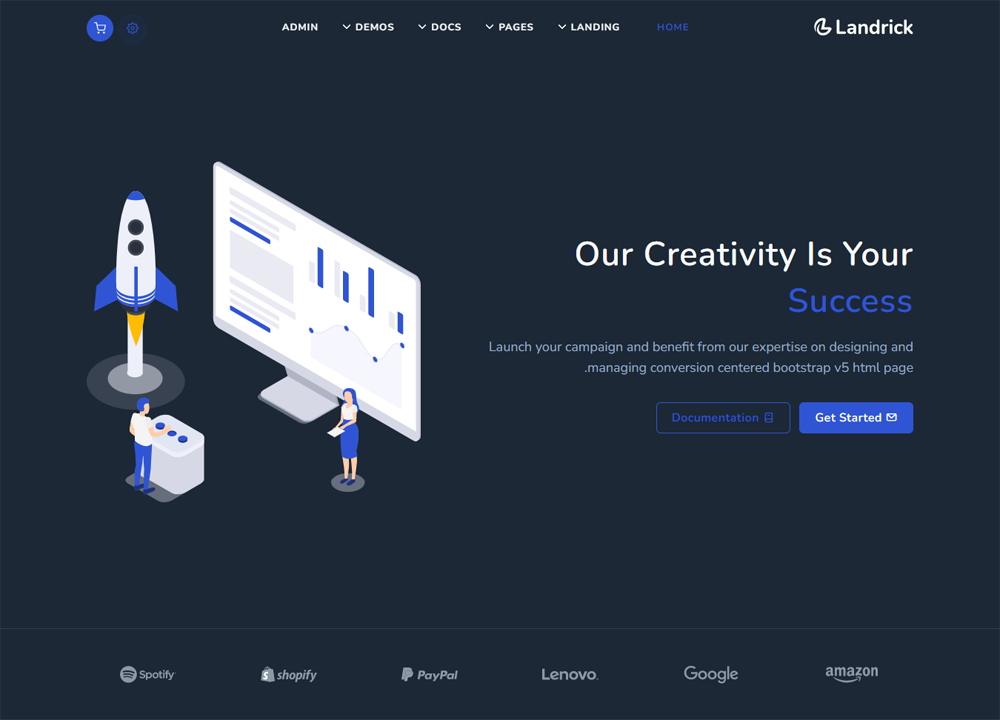 Landrick
HOME
LANDING
PAGES
DOCS
DEMOS
ADMIN
Our Creativity Is Your
Success
Launch your campaign and benefit from our expertise on designing and
.managing conversion centered bootstrap v5 html page
Get Started
Documentation
Spotify
shopify
PayPal
Lenovo
Google
amazon